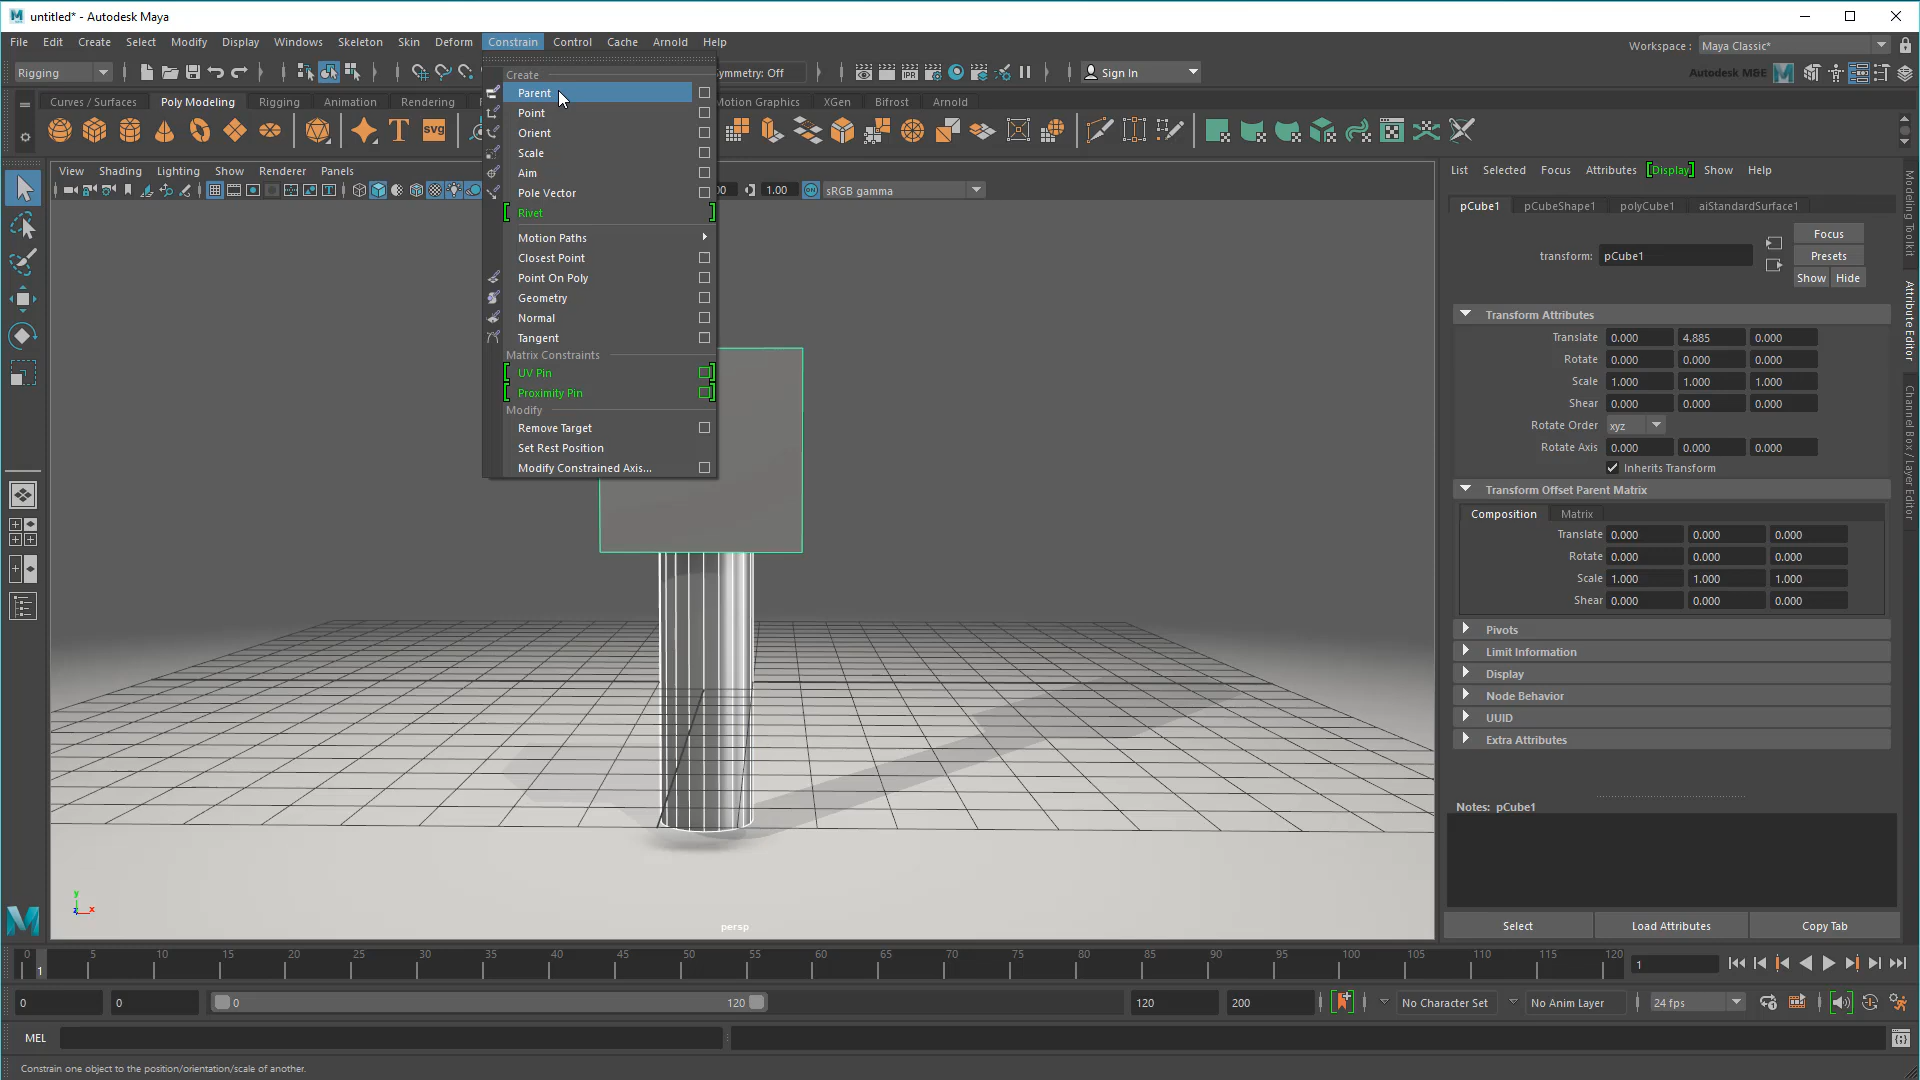 untitled* - Autodesk Maya
File Edit Create Select Modify Display Windows Skeleton Skin Deform Constrain Control Cache Arnold Help
Workspace : Maya Classic*
Rigging
ymmetry: Off
Sign In
Autodesk M&E
Curves / Surfaces Poly Modeling Rigging Animation Rendering
Motion Graphics XGen Bifrost Arnold
View Shading Lighting Show Renderer Panels
1.00 sRGB gamma
Create
Parent
Point
Orient
Scale
Aim
Pole Vector
Rivet
Motion Paths
Closest Point
Point On Poly
Geometry
Normal
Tangent
Matrix Constraints
UV Pin
Proximity Pin
Modify
Remove Target
Set Rest Position
Modify Constrained Axis...
persp
List Selected Focus Attributes Display Show Help
pCube1 pCubeShape1 polyCube1 aiStandardSurface1
transform: pCube1
Focus
Presets
Show Hide
Transform Attributes
Translate 0.000 4.885 0.000
Rotate 0.000 0.000 0.000
Scale 1.000 1.000 1.000
Shear 0.000 0.000 0.000
Rotate Order xyz
Rotate Axis 0.000 0.000 0.000
Inherits Transform
Transform Offset Parent Matrix
Composition Matrix
Translate 0.000 0.000 0.000
Rotate 0.000 0.000 0.000
Scale 1.000 1.000 1.000
Shear 0.000 0.000 0.000
Pivots
Limit Information
Display
Node Behavior
UUID
Extra Attributes
Notes: pCube1
Select Load Attributes Copy Tab
Modeling Toolkit
Attribute Editor
Channel Box / Layer Editor
0 5 10 15 20 25 30 35 40 45 50 55 60 65 70 75 80 85 90 95 100 105 110 115 120
1
1
0 0 0 120 120 200 No Character Set No Anim Layer 24 fps
MEL
Constrain one object to the position/orientation/scale of another.